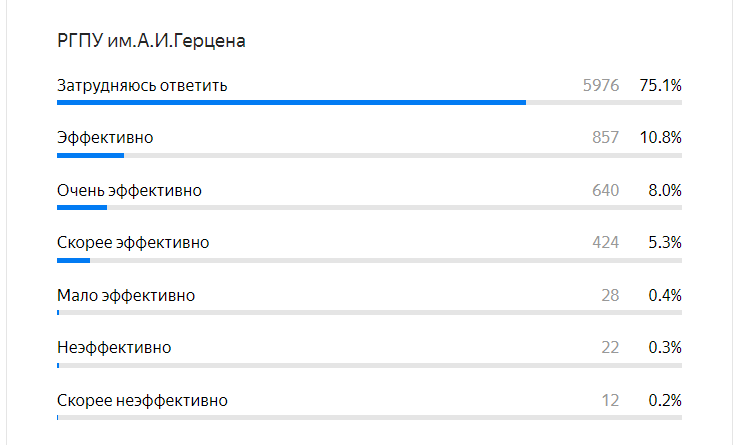 РГПУ им.А.И.Герцена
Затрудняюсь ответить 5976 75.1%
Эффективно 857 10.8%
Очень эффективно 640 8.0%
Скорее эффективно 424 5.3%
Мало эффективно 28 0.4%
Неэффективно 22 0.3%
Скорее неэффективно 12 0.2%